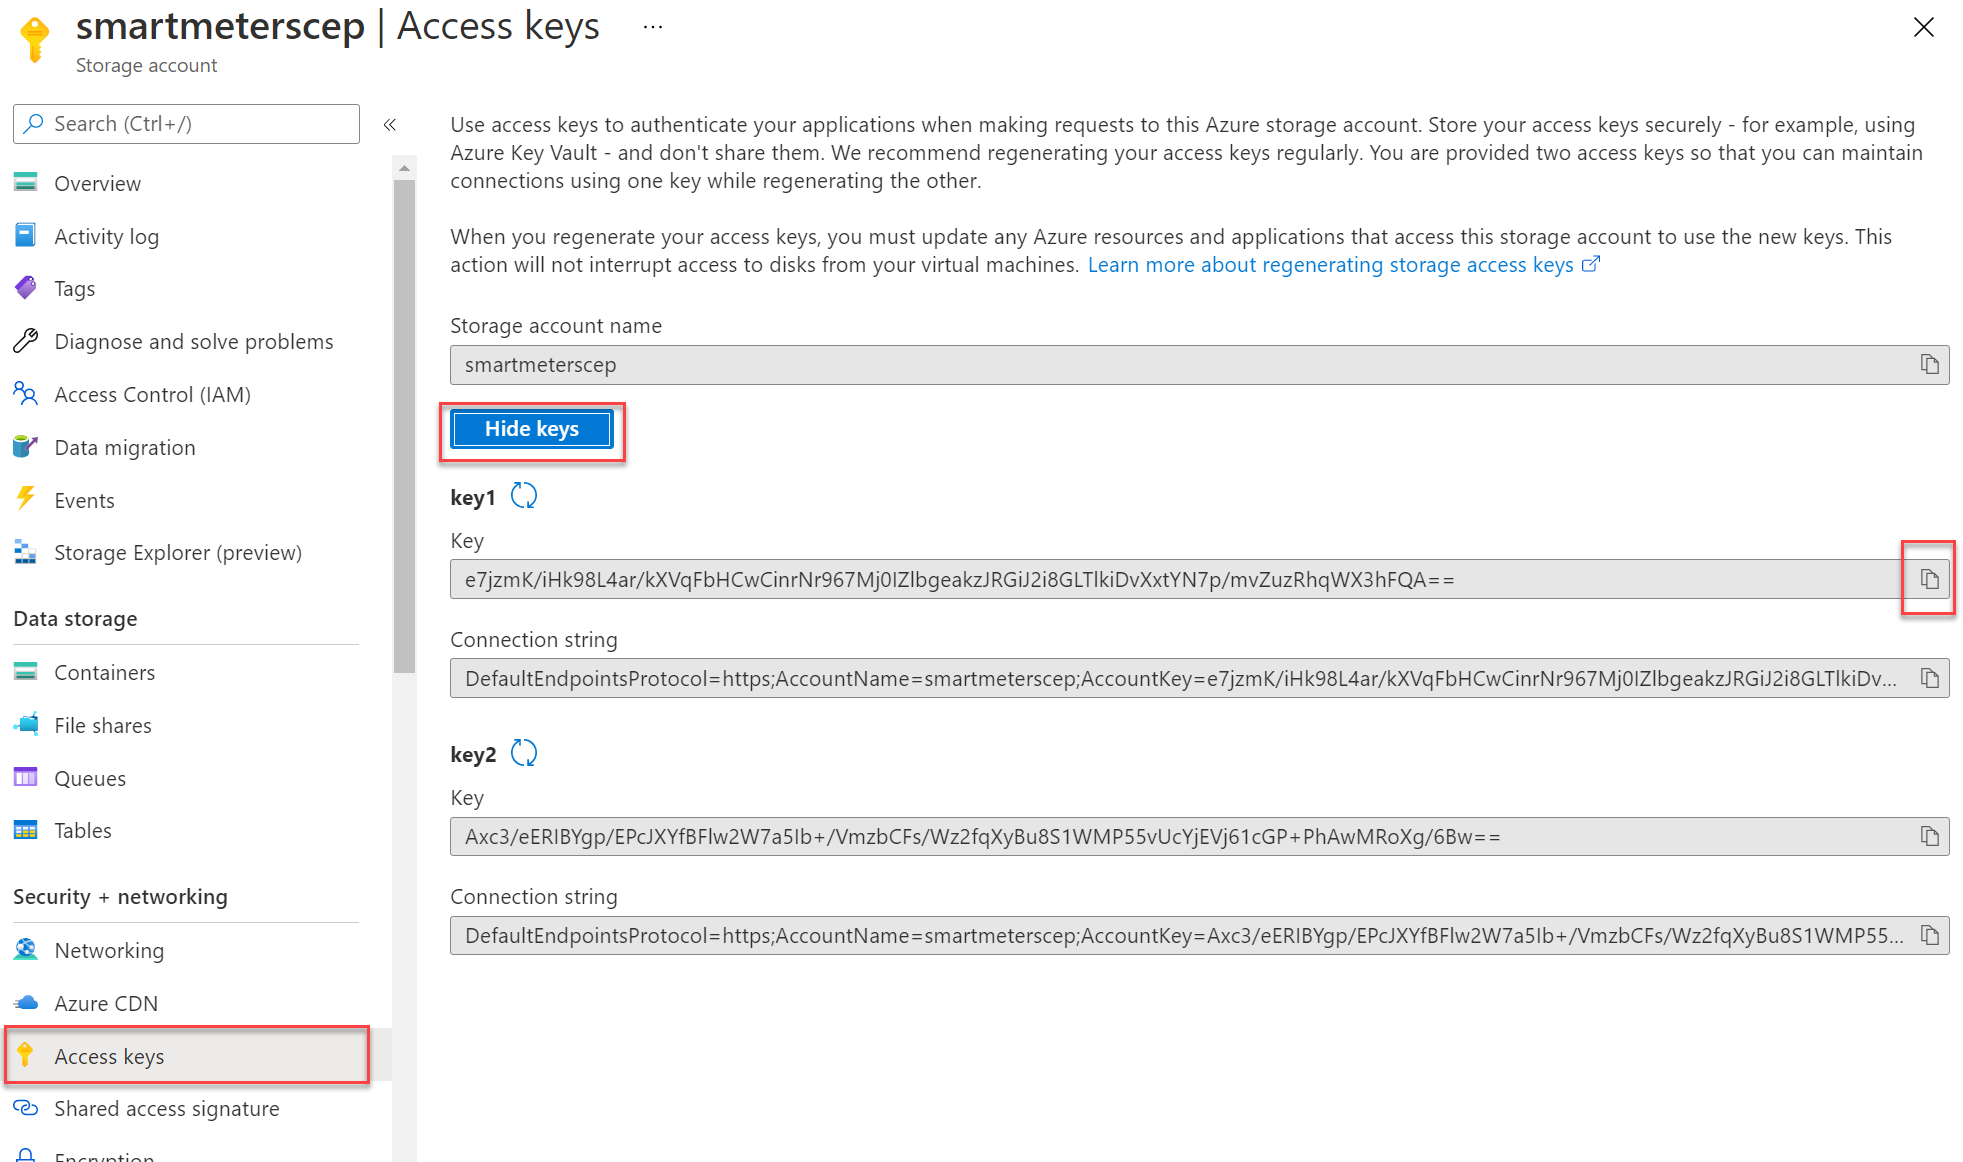 smartmeterscep | Access keys ...
Storage account
Search (Ctrl+/)
«
Overview
Activity log
Tags
Diagnose and solve problems
Access Control (IAM)
Data migration
Events
Storage Explorer (preview)
Data storage
Containers
File shares
Queues
Tables
Security + networking
Networking
Azure CDN
Access keys
Shared access signature
Encryption
Use access keys to authenticate your applications when making requests to this Azure storage account. Store your access keys securely - for example, using
Azure Key Vault - and don't share them. We recommend regenerating your access keys regularly. You are provided two access keys so that you can maintain
connections using one key while regenerating the other.
When you regenerate your access keys, you must update any Azure resources and applications that access this storage account to use the new keys. This
action will not interrupt access to disks from your virtual machines. Learn more about regenerating storage access keys
Storage account name
smartmeterscep
Hide keys
key1
Key
e7jzmK/iHk98L4ar/kXVqFbHCwCinrNr967Mj0IZlbgeakzJRGiJ2i8GLTlkiDvXxtYN7p/mvZuzRhqWX3hFQA==
Connection string
DefaultEndpointsProtocol=https;AccountName=smartmeterscep;AccountKey=e7jzmK/iHk98L4ar/kXVqFbHCwCinrNr967Mj0IZlbgeakzJRGiJ2i8GLTlkiDv...
key2
Key
Axc3/eERIBYgp/EPcJXYfBFlw2W7a5Ib+/VmzbCFs/Wz2fqXyBu8S1WMP55vUcYjEVj61cGP+PhAwMRoXg/6Bw==
Connection string
DefaultEndpointsProtocol=https;AccountName=smartmeterscep;AccountKey=Axc3/eERIBYgp/EPcJXYfBFlw2W7a5Ib+/VmzbCFs/Wz2fqXyBu8S1WMP55...